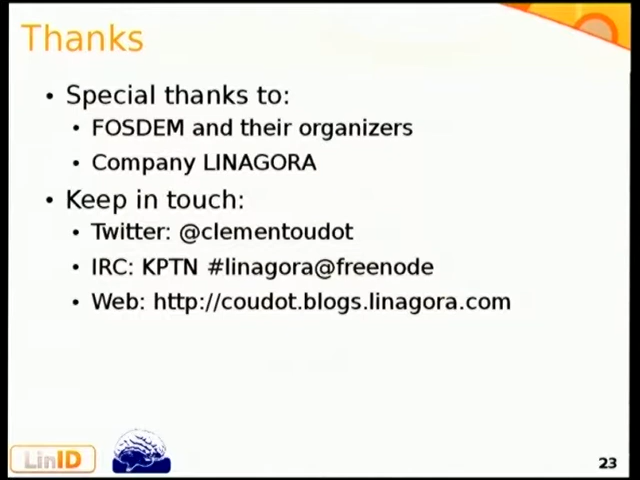 Thanks
• Special thanks to:
• FOSDEM and their organizers
• Company LINAGORA
• Keep in touch:
• Twitter: @clementoudot
• IRC: KPTN #linagora@freenode
• Web: http://coudot.blogs.linagora.com
LinID
23